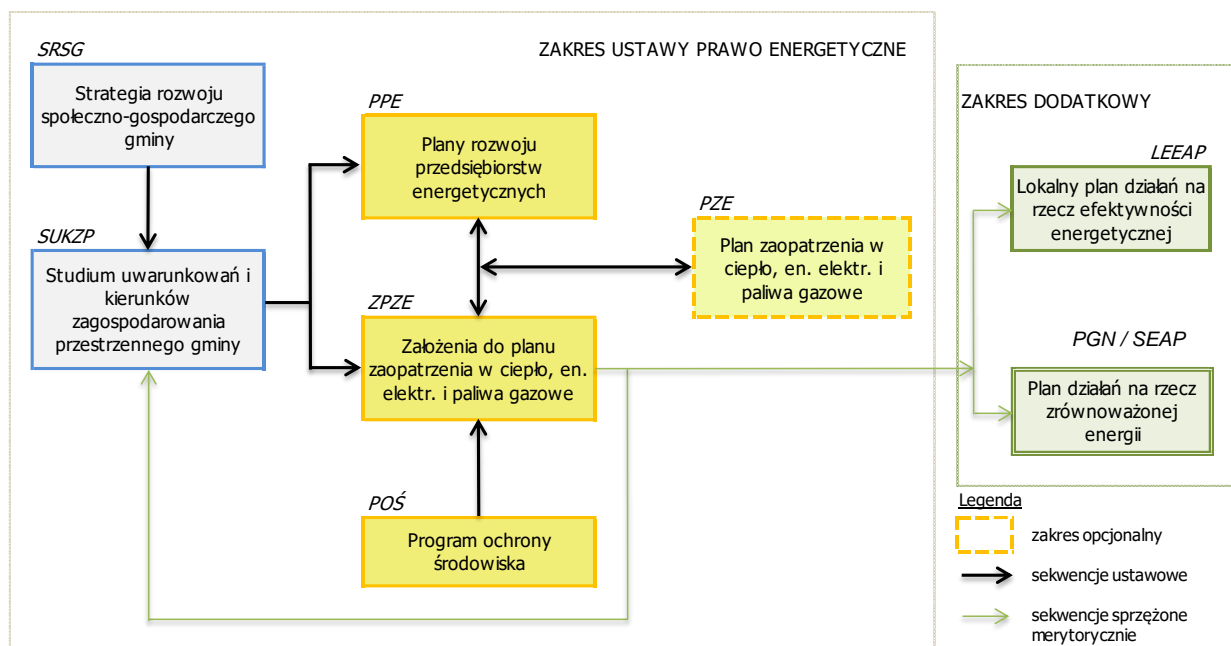 ZAKRES USTAWY PRAWO ENERGETYCZNE
SRSG
Strategia rozwoju
społeczno-gospodarczego
gminy
PPE
Plany rozwoju
przedsiębiorstw
energetycznych
SUKZP
Studium uwarunkowań i
kierunków
zagospodarowania
przestrzennego gminy
PZE
Plan zaopatrzenia w
ciepło, en. elektr. i
paliwa gazowe
ZPZE
Założenia do planu
zaopatrzenia w ciepło, en.
elektr. i paliwa gazowe
POŚ
Program ochrony
środowiska
ZAKRES DODATKOWY
LEEAP
Lokalny plan działań na
rzecz efektywności
energetycznej
PGN / SEAP
Plan działań na rzecz
zrównoważonej
energii
Legenda
zakres opcjonalny
sekwencje ustawowe
sekwencje sprzężone
merytorycznie